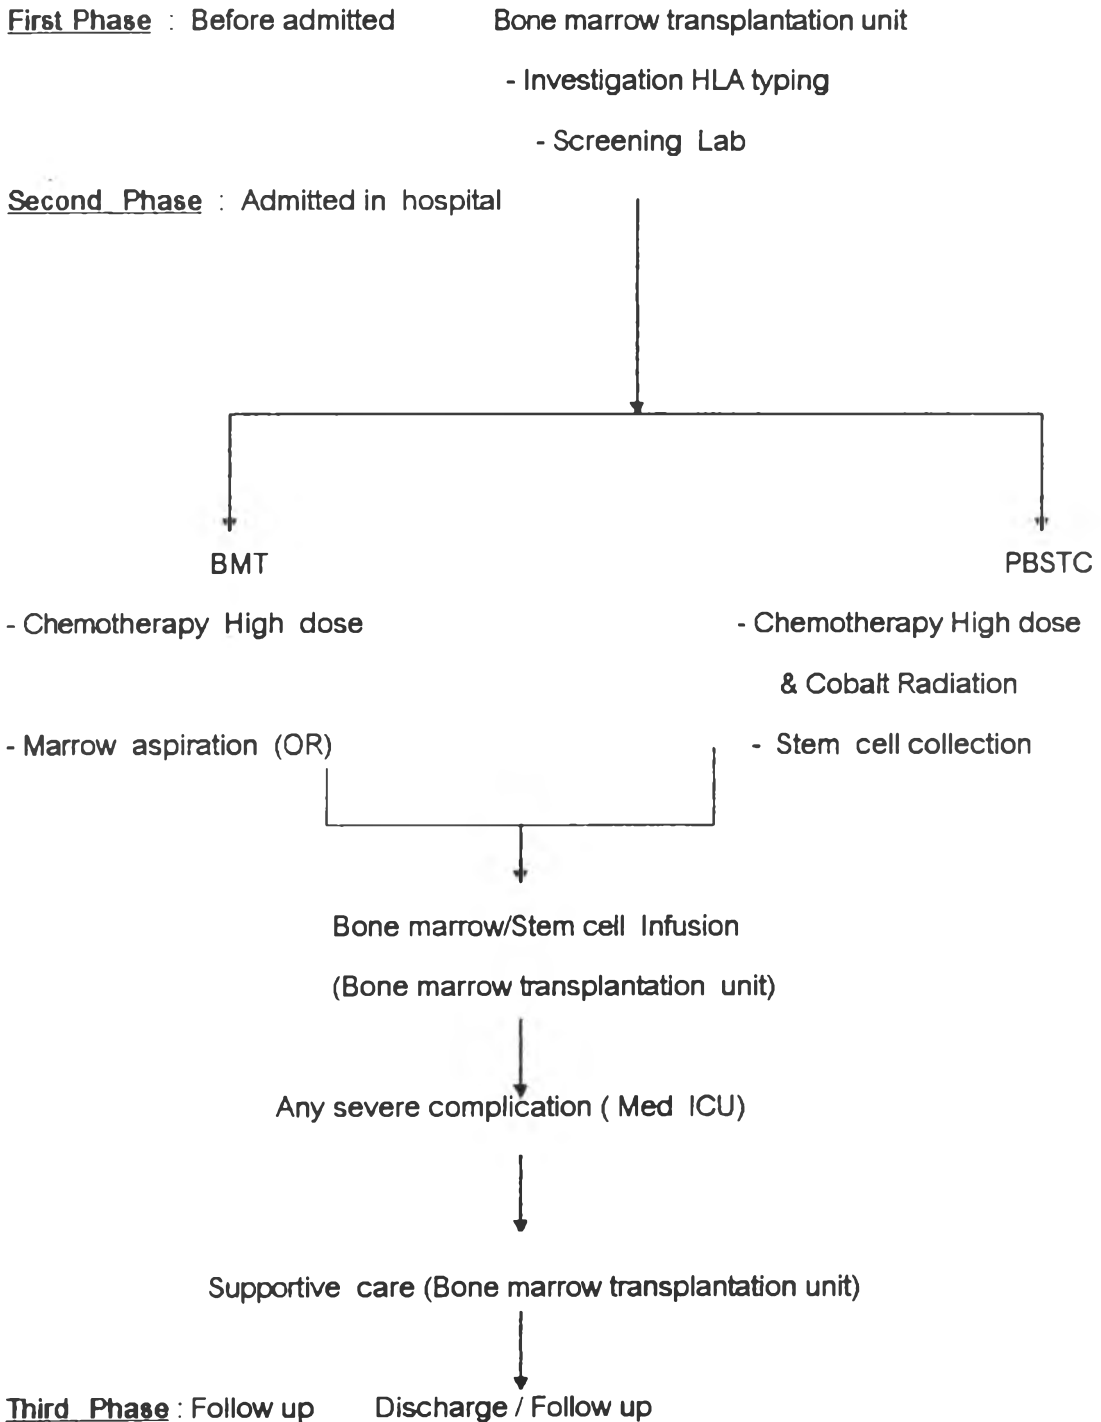 First Phase : Before admitted Bone marrow transplantation unit
- Investigation HLA typing
- Screening Lab
Second Phase : Admitted in hospital
BMT PBSTC
- Chemotherapy High dose - Chemotherapy High dose
& Cobalt Radiation
- Marrow aspiration (OR) - Stem cell collection
Bone marrow/Stem cell Infusion
(Bone marrow transplantation unit)
Any severe complication ( Med ICU)
Supportive care (Bone marrow transplantation unit)
Third Phase : Follow up Discharge / Follow up